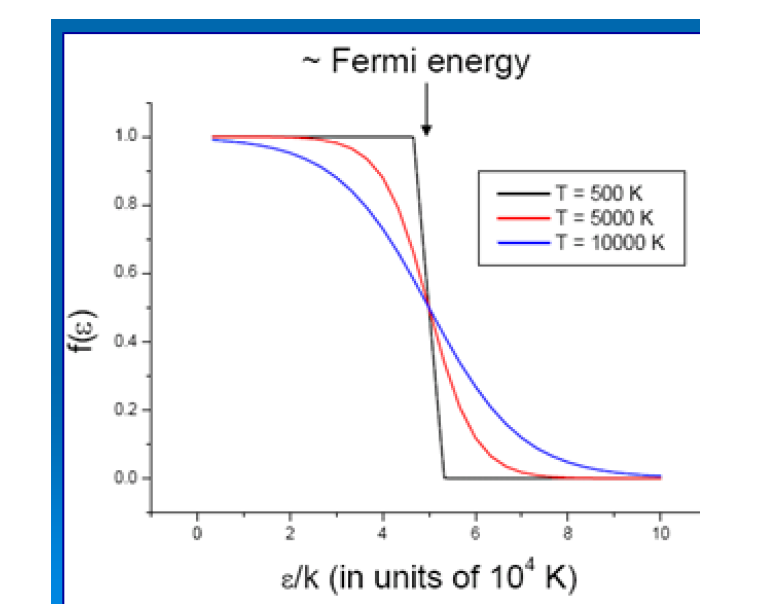 ~ Fermi energy
1.0
0.8
0.6
0.4
0.2
0.0
f(ε)
T = 500 K
T = 5000 K
T = 10000 K
0 2 4 6 8 10
ε/k (in units of 10⁴ K)